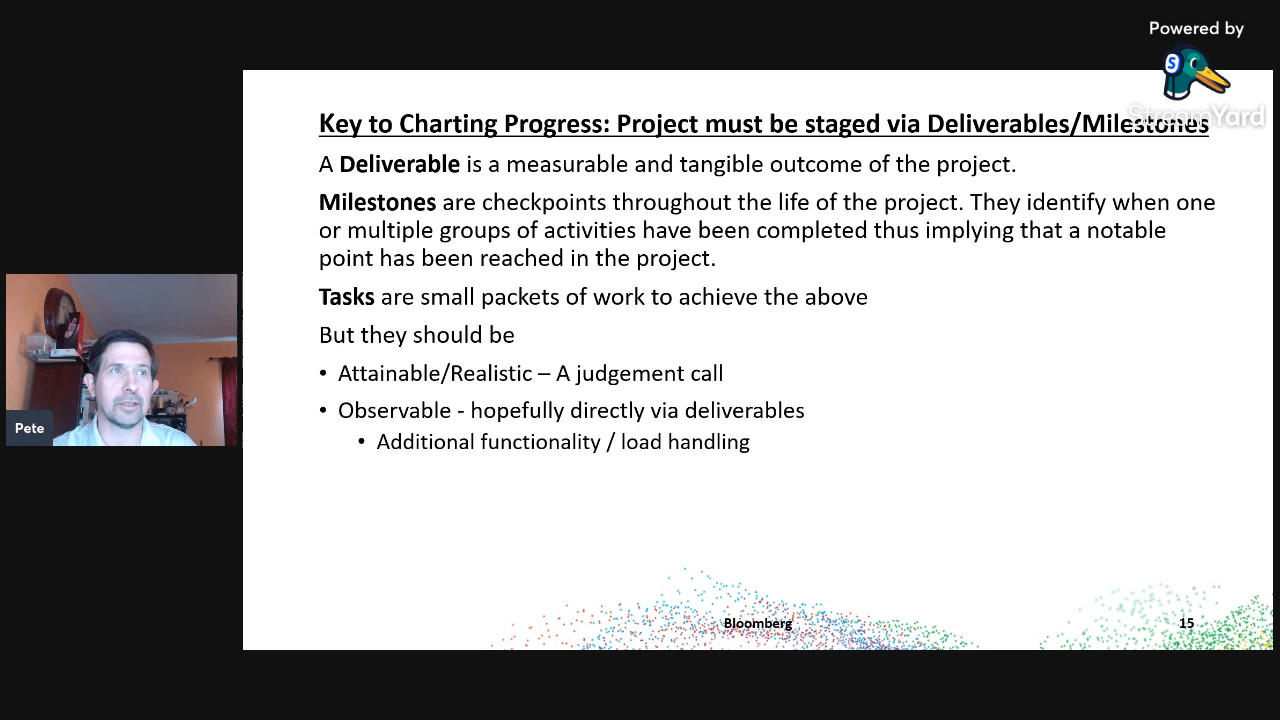 Powered by
StreamYard
Key to Charting Progress: Project must be staged via Deliverables/Milestones
A Deliverable is a measurable and tangible outcome of the project.
Milestones are checkpoints throughout the life of the project. They identify when one
or multiple groups of activities have been completed thus implying that a notable
point has been reached in the project.
Tasks are small packets of work to achieve the above
But they should be
• Attainable/Realistic – A judgement call
• Observable - hopefully directly via deliverables
• Additional functionality / load handling
Pete
Bloomberg
15